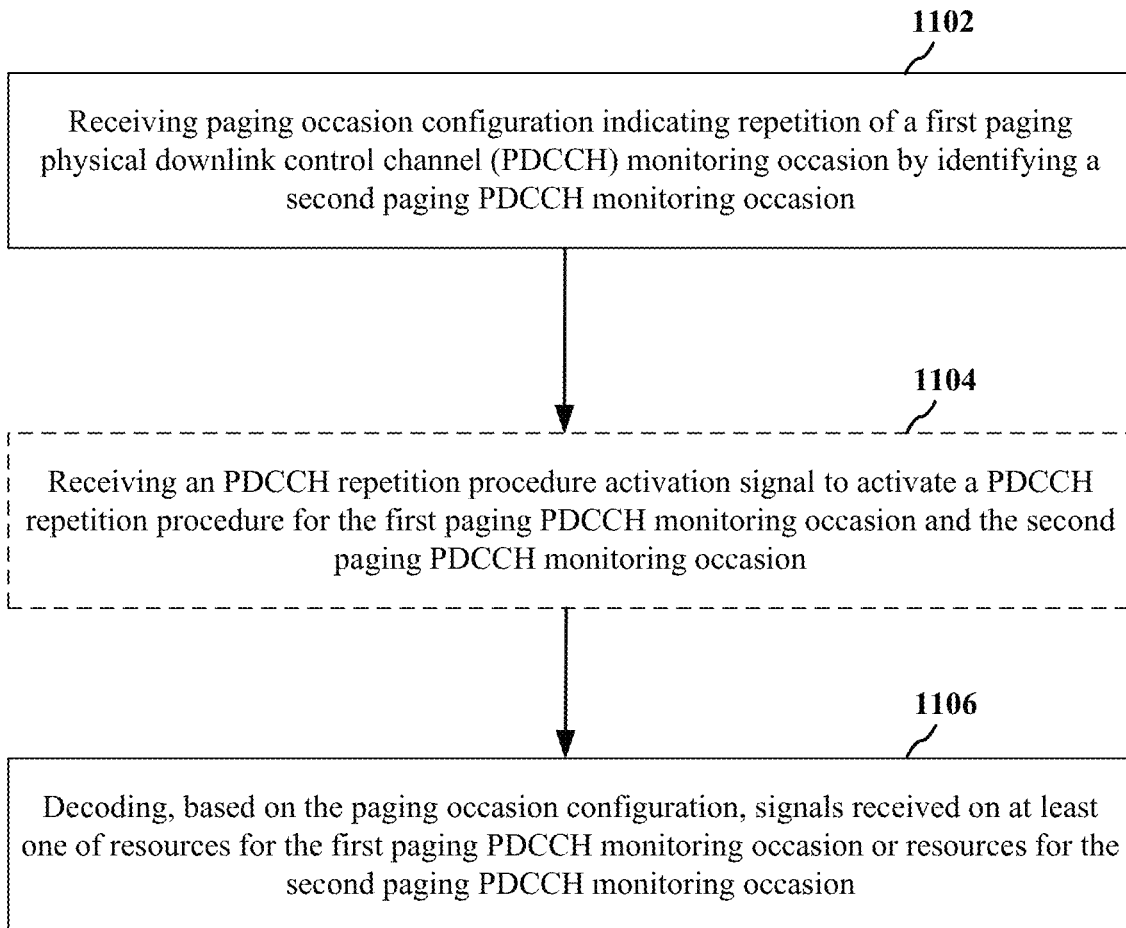 1102
Receiving paging occasion configuration indicating repetition of a first paging
physical downlink control channel (PDCCH) monitoring occasion by identifying a
second paging PDCCH monitoring occasion
1104
Receiving an PDCCH repetition procedure activation signal to activate a PDCCH
repetition procedure for the first paging PDCCH monitoring occasion and the second
paging PDCCH monitoring occasion
1106
Decoding, based on the paging occasion configuration, signals received on at least
one of resources for the first paging PDCCH monitoring occasion or resources for the
second paging PDCCH monitoring occasion